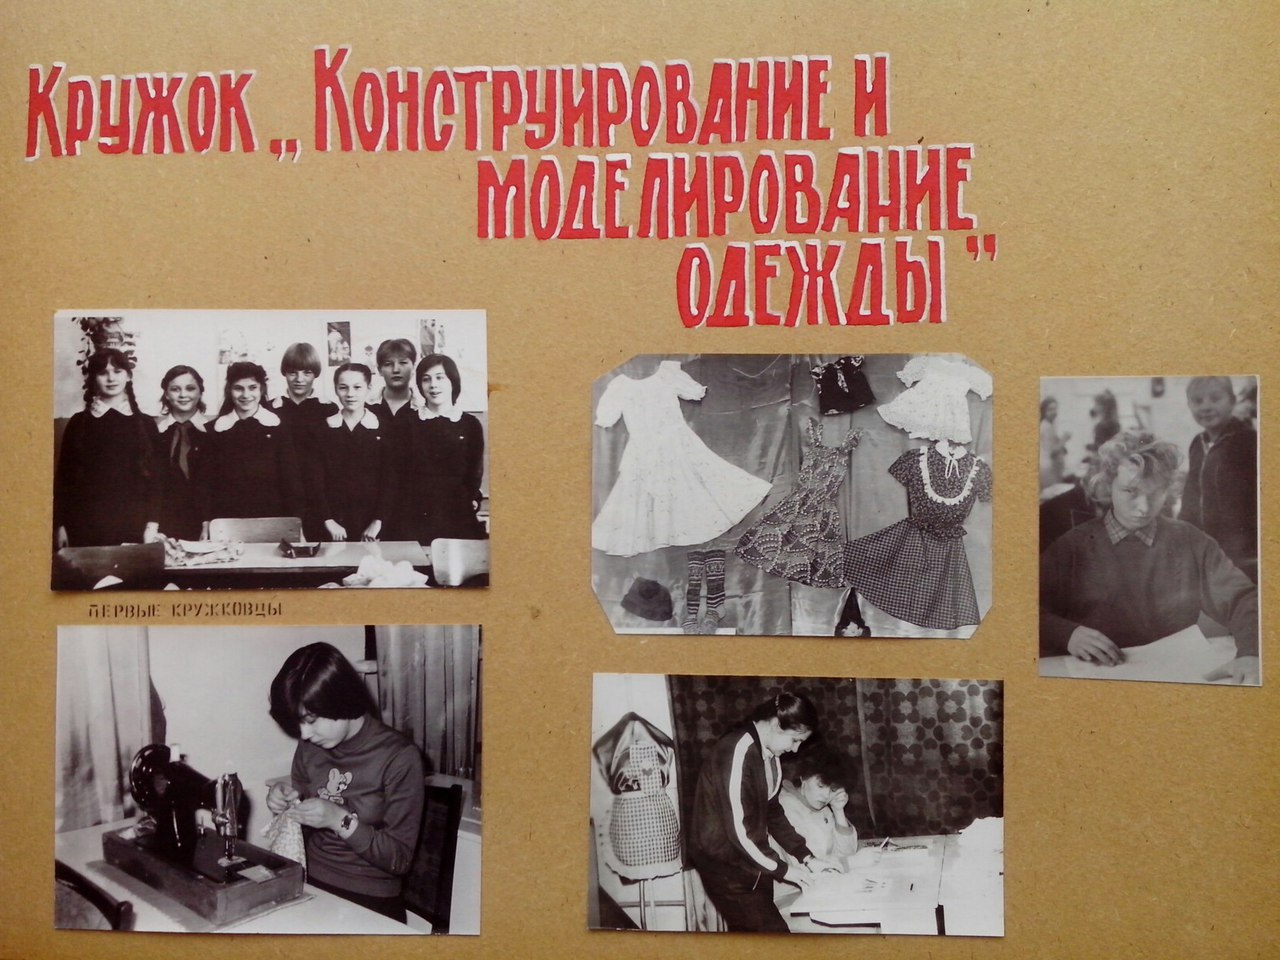 Кружок „Конструирование и
моделирование
одежды”
ПЕРВЫЕ КРУЖКОВЦЫ